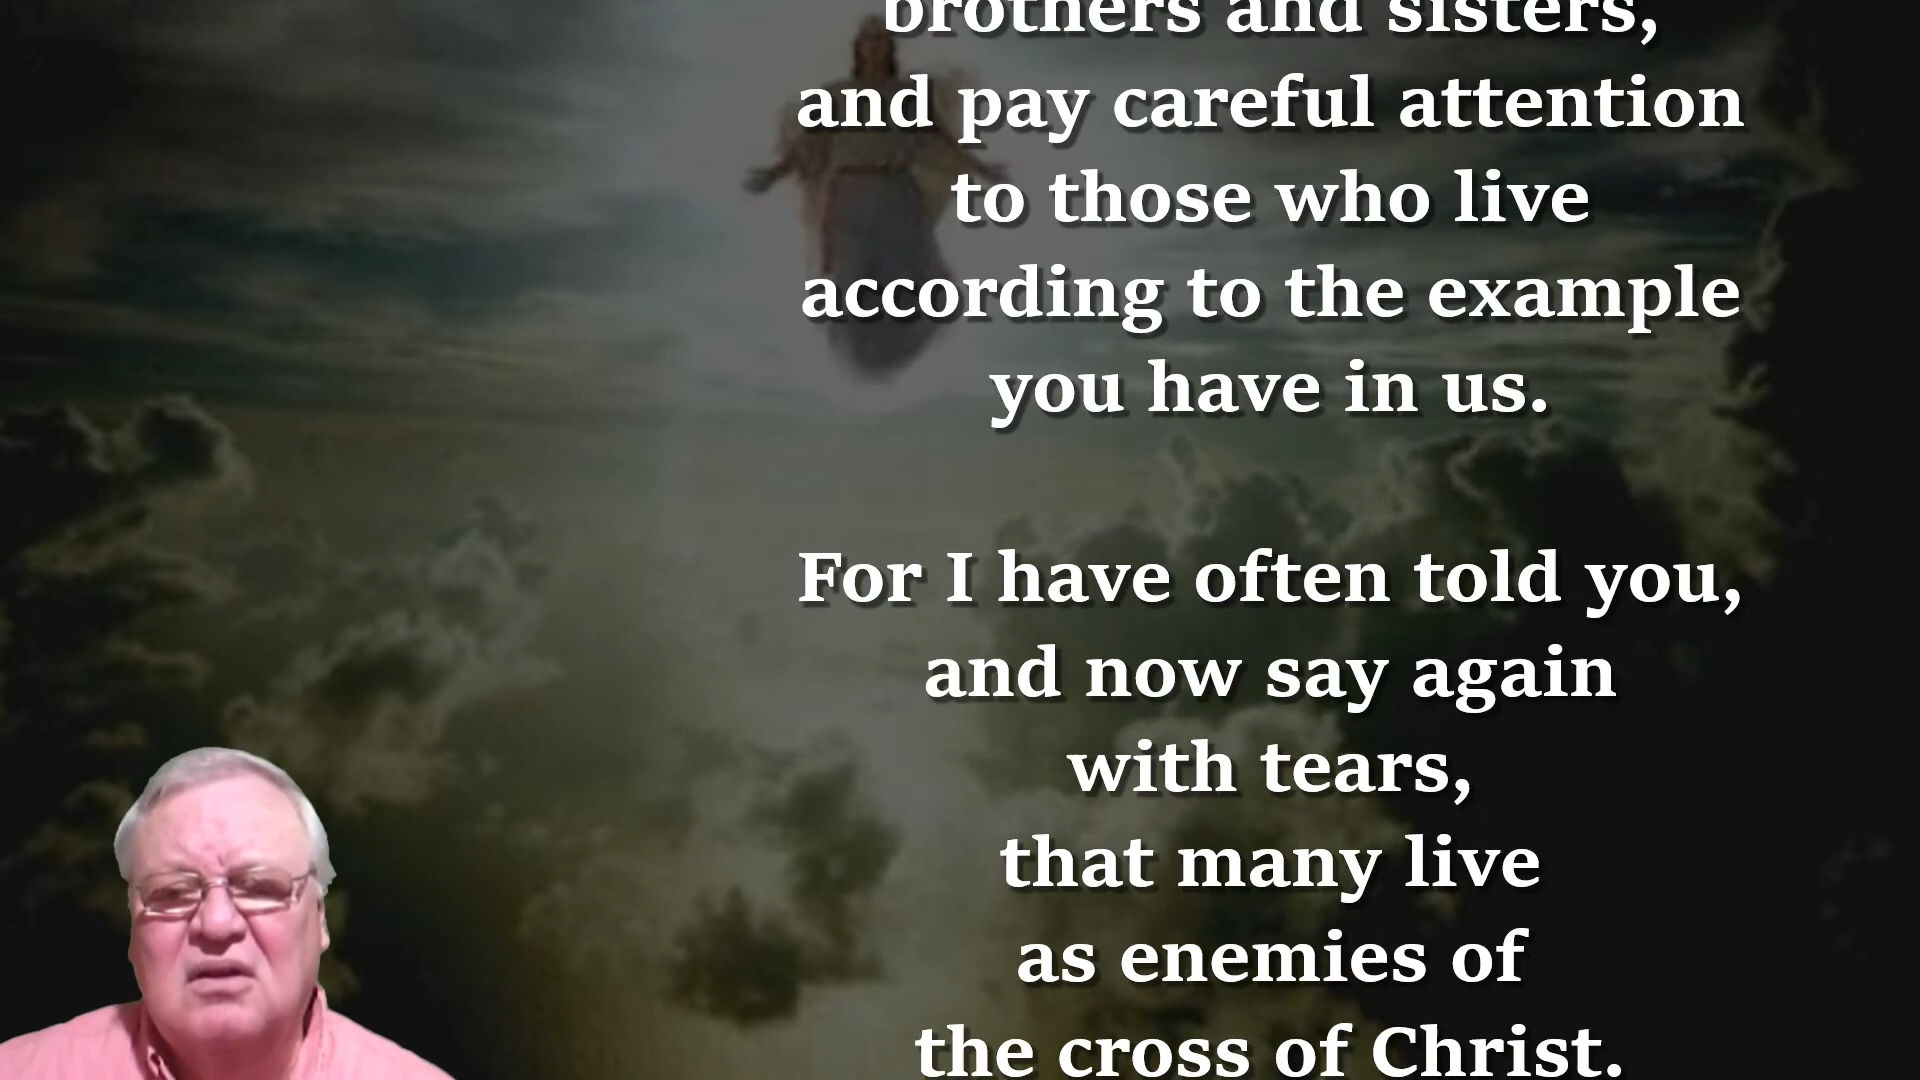 brothers and sisters,
and pay careful attention
to those who live
according to the example
you have in us.
For I have often told you,
and now say again
with tears,
that many live
as enemies of
the cross of Christ.